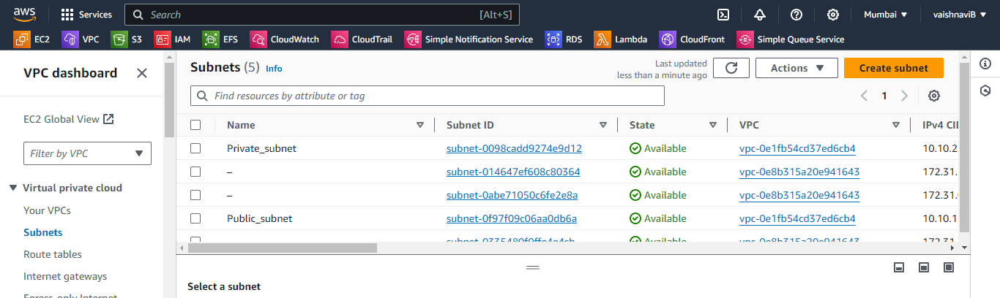 aws Services Search [Alt+S] Mumbai vaishnaviB
EC2 VPC S3 IAM EFS CloudWatch CloudTrail Simple Notification Service RDS Lambda CloudFront Simple Queue Service
VPC dashboard
EC2 Global View
Filter by VPC
Virtual private cloud
Your VPCs
Subnets
Route tables
Internet gateways
Egress-only Internet
Subnets (5) Info
Last updated
less than a minute ago
Actions
Create subnet
Find resources by attribute or tag
1
Name Subnet ID State VPC IPv4 CI
Private_subnet subnet-0098cadd9274e9d12 Available vpc-0e1fb54cd37ed6cb4 10.10.2
– subnet-014647ef608c80364 Available vpc-0e8b315a20e941643 172.31.
– subnet-0abe71050c6fe2e8a Available vpc-0e8b315a20e941643 172.31.
Public_subnet subnet-0f97f09c06aa0db6a Available vpc-0e1fb54cd37ed6cb4 10.10.1
Available vpc-0e8b315a20e941643 172.31
Select a subnet